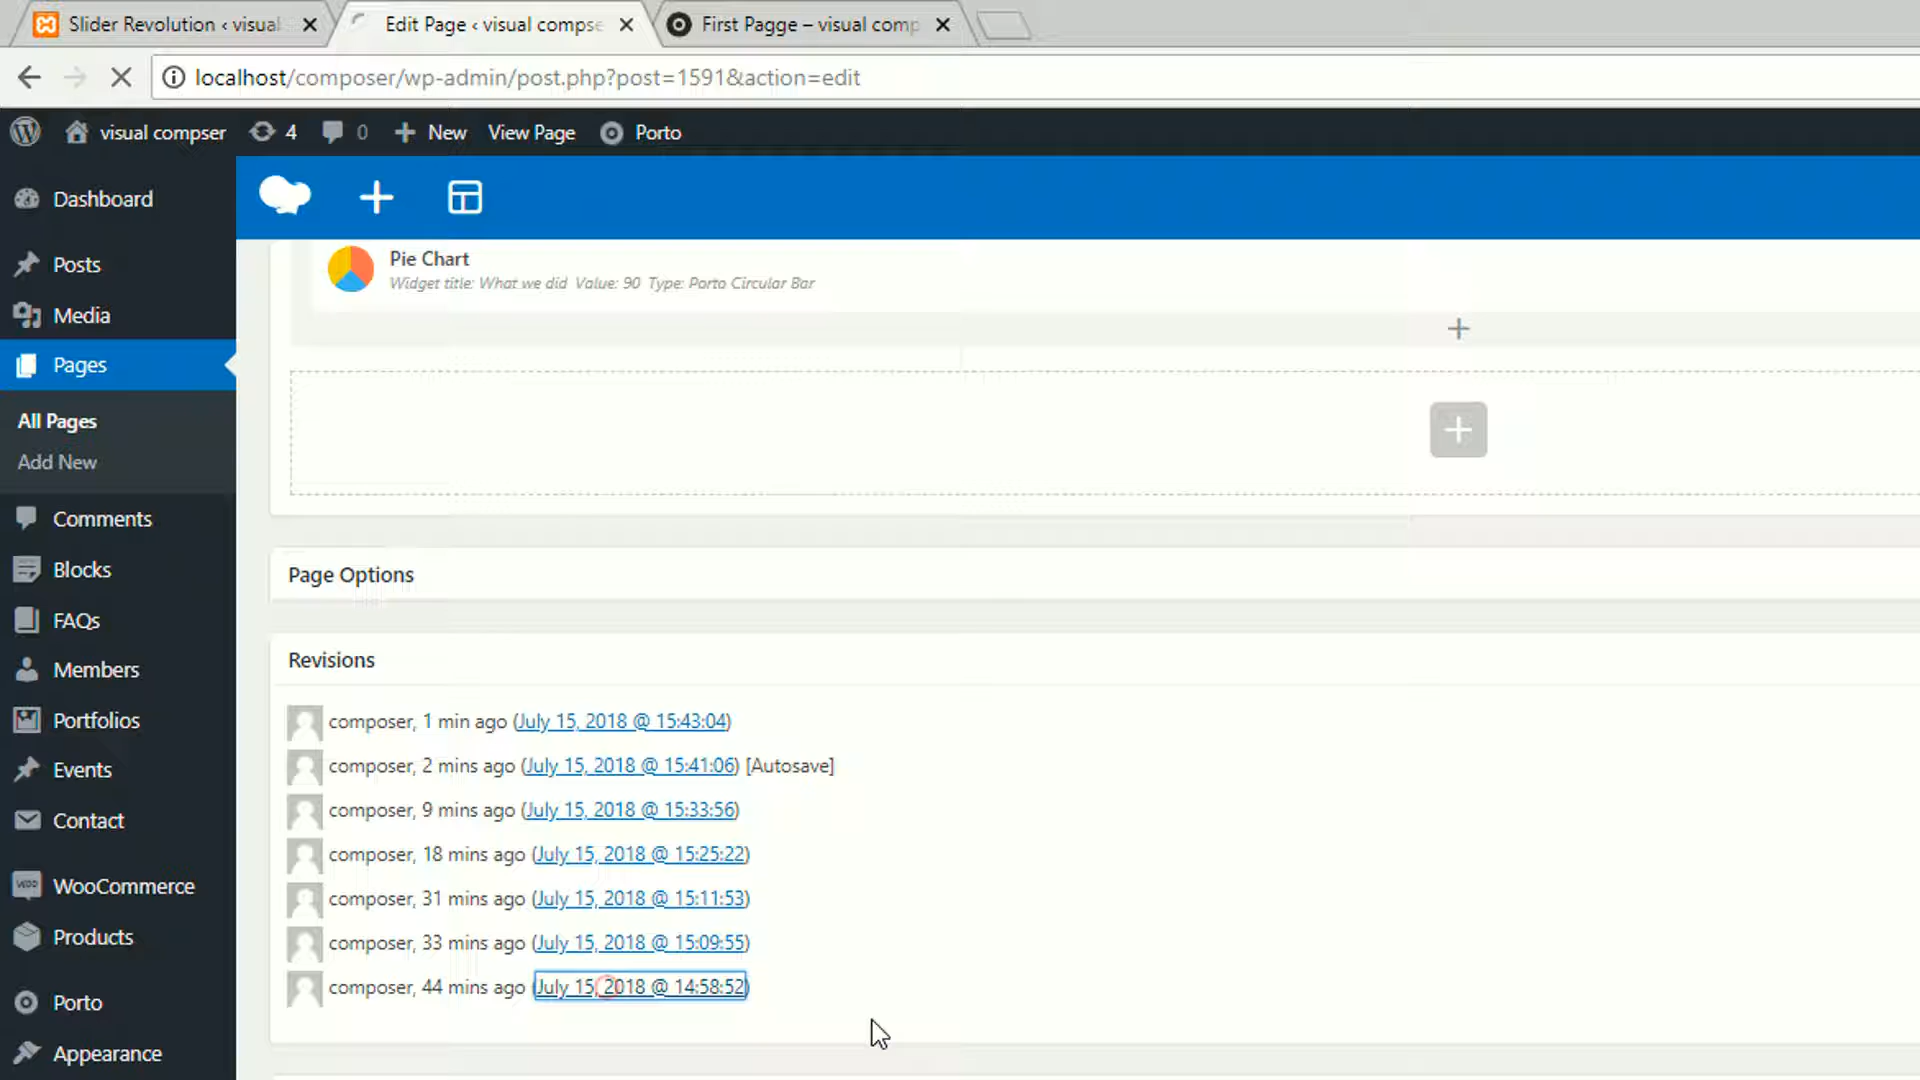 Slider Revolution ‹ visual
Edit Page ‹ visual compse
First Pagge – visual comp
localhost/composer/wp-admin/post.php?post=1591&action=edit
visual compser
4
0
New
View Page
Porto
Dashboard
Posts
Media
Pages
All Pages
Add New
Comments
Blocks
FAQs
Members
Portfolios
Events
Contact
WooCommerce
Products
Porto
Appearance
Pie Chart
Widget title: What we did Value: 90 Type: Porto Circular Bar
Page Options
Revisions
composer, 1 min ago (July 15, 2018 @ 15:43:04)
composer, 2 mins ago (July 15, 2018 @ 15:41:06) [Autosave]
composer, 9 mins ago (July 15, 2018 @ 15:33:56)
composer, 18 mins ago (July 15, 2018 @ 15:25:22)
composer, 31 mins ago (July 15, 2018 @ 15:11:53)
composer, 33 mins ago (July 15, 2018 @ 15:09:55)
composer, 44 mins ago (July 15, 2018 @ 14:58:52)